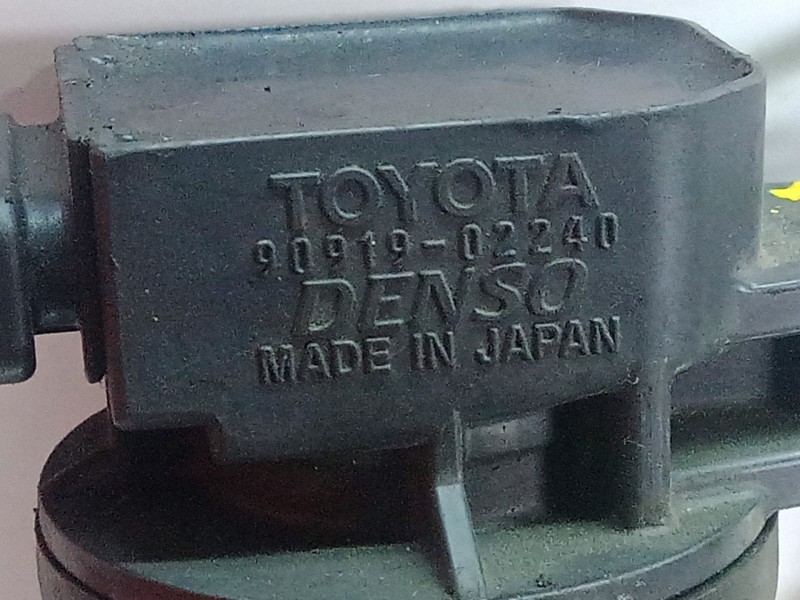 TOYOTA
90919-02240
DENSO
MADE IN JAPAN